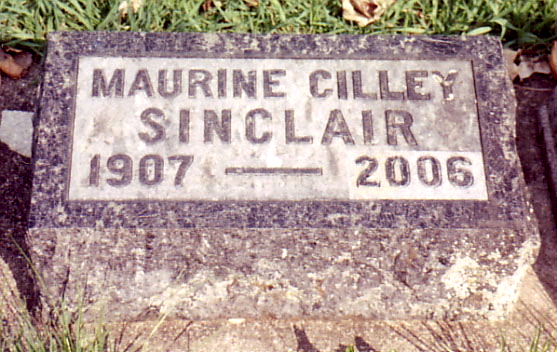 MAURINE CILLEY
SINCLAIR
1907 — 2006